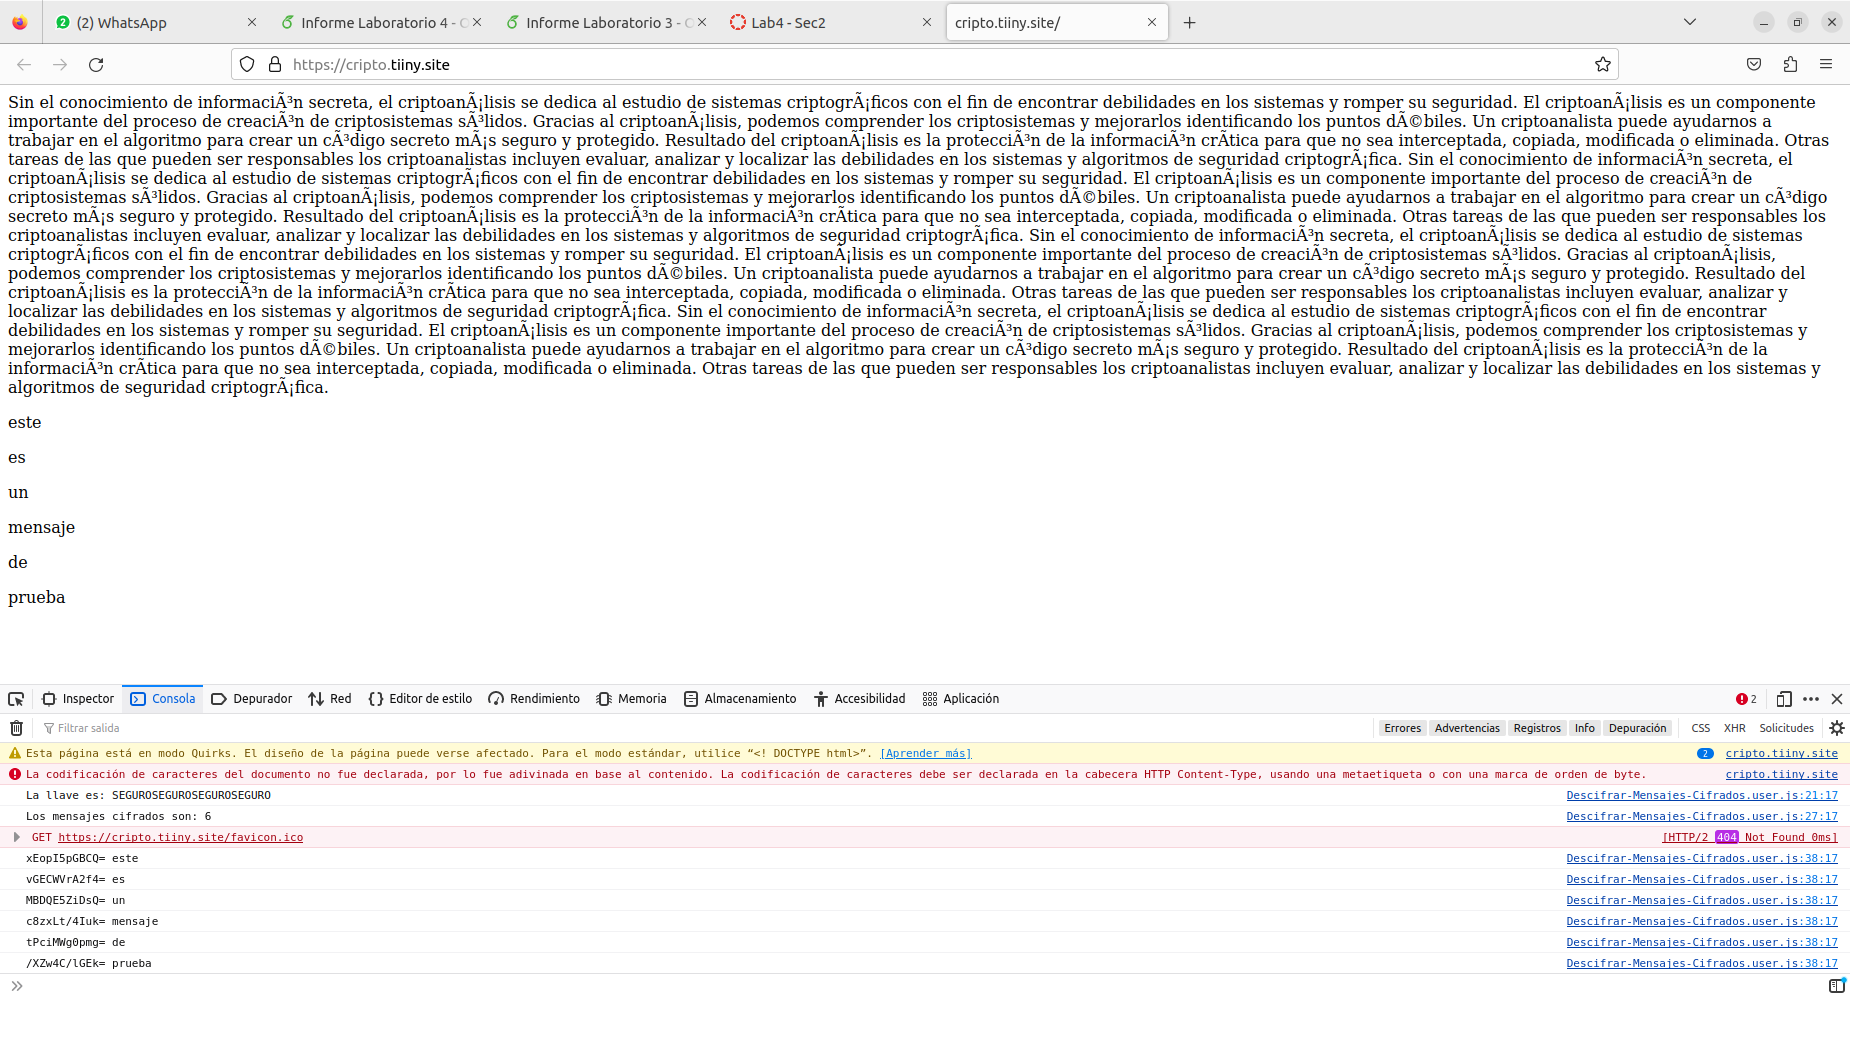 (2) WhatsApp
Informe Laboratorio 4 - C
Informe Laboratorio 3 - C
Lab4 - Sec2
cripto.tiiny.site/
https://cripto.tiiny.site
Sin el conocimiento de informaciÃ³n secreta, el criptoanÃ¡lisis se dedica al estudio de sistemas criptogrÃ¡ficos con el fin de encontrar debilidades en los sistemas y romper su seguridad. El criptoanÃ¡lisis es un componente
importante del proceso de creaciÃ³n de criptosistemas sÃ³lidos. Gracias al criptoanÃ¡lisis, podemos comprender los criptosistemas y mejorarlos identificando los puntos dÃ©biles. Un criptoanalista puede ayudarnos a
trabajar en el algoritmo para crear un cÃ³digo secreto mÃ¡s seguro y protegido. Resultado del criptoanÃ¡lisis es la protecciÃ³n de la informaciÃ³n crÃtica para que no sea interceptada, copiada, modificada o eliminada. Otras
tareas de las que pueden ser responsables los criptoanalistas incluyen evaluar, analizar y localizar las debilidades en los sistemas y algoritmos de seguridad criptogrÃ¡fica. Sin el conocimiento de informaciÃ³n secreta, el
criptoanÃ¡lisis se dedica al estudio de sistemas criptogrÃ¡ficos con el fin de encontrar debilidades en los sistemas y romper su seguridad. El criptoanÃ¡lisis es un componente importante del proceso de creaciÃ³n de
criptosistemas sÃ³lidos. Gracias al criptoanÃ¡lisis, podemos comprender los criptosistemas y mejorarlos identificando los puntos dÃ©biles. Un criptoanalista puede ayudarnos a trabajar en el algoritmo para crear un cÃ³digo
secreto mÃ¡s seguro y protegido. Resultado del criptoanÃ¡lisis es la protecciÃ³n de la informaciÃ³n crÃtica para que no sea interceptada, copiada, modificada o eliminada. Otras tareas de las que pueden ser responsables los
criptoanalistas incluyen evaluar, analizar y localizar las debilidades en los sistemas y algoritmos de seguridad criptogrÃ¡fica. Sin el conocimiento de informaciÃ³n secreta, el criptoanÃ¡lisis se dedica al estudio de sistemas
criptogrÃ¡ficos con el fin de encontrar debilidades en los sistemas y romper su seguridad. El criptoanÃ¡lisis es un componente importante del proceso de creaciÃ³n de criptosistemas sÃ³lidos. Gracias al criptoanÃ¡lisis,
podemos comprender los criptosistemas y mejorarlos identificando los puntos dÃ©biles. Un criptoanalista puede ayudarnos a trabajar en el algoritmo para crear un cÃ³digo secreto mÃ¡s seguro y protegido. Resultado del
criptoanÃ¡lisis es la protecciÃ³n de la informaciÃ³n crÃtica para que no sea interceptada, copiada, modificada o eliminada. Otras tareas de las que pueden ser responsables los criptoanalistas incluyen evaluar, analizar y
localizar las debilidades en los sistemas y algoritmos de seguridad criptogrÃ¡fica. Sin el conocimiento de informaciÃ³n secreta, el criptoanÃ¡lisis se dedica al estudio de sistemas criptogrÃ¡ficos con el fin de encontrar
debilidades en los sistemas y romper su seguridad. El criptoanÃ¡lisis es un componente importante del proceso de creaciÃ³n de criptosistemas sÃ³lidos. Gracias al criptoanÃ¡lisis, podemos comprender los criptosistemas y
mejorarlos identificando los puntos dÃ©biles. Un criptoanalista puede ayudarnos a trabajar en el algoritmo para crear un cÃ³digo secreto mÃ¡s seguro y protegido. Resultado del criptoanÃ¡lisis es la protecciÃ³n de la
informaciÃ³n crÃtica para que no sea interceptada, copiada, modificada o eliminada. Otras tareas de las que pueden ser responsables los criptoanalistas incluyen evaluar, analizar y localizar las debilidades en los sistemas y
algoritmos de seguridad criptogrÃ¡fica.
este
es
un
mensaje
de
prueba
Inspector Consola Depurador Red Editor de estilo Rendimiento Memoria Almacenamiento Accesibilidad Aplicación 2
Filtrar salida Errores Advertencias Registros Info Depuración CSS XHR Solicitudes
Esta página está en modo Quirks. El diseño de la página puede verse afectado. Para el modo estándar, utilice “<! DOCTYPE html>”. [Aprender más] 2 cripto.tiiny.site
La codificación de caracteres del documento no fue declarada, por lo fue adivinada en base al contenido. La codificación de caracteres debe ser declarada en la cabecera HTTP Content-Type, usando una metaetiqueta o con una marca de orden de byte. cripto.tiiny.site
La llave es: SEGUROSEGUROSEGUROSEGURO Descifrar-Mensajes-Cifrados.user.js:21:17
Los mensajes cifrados son: 6 Descifrar-Mensajes-Cifrados.user.js:27:17
GET https://cripto.tiiny.site/favicon.ico [HTTP/2 404 Not Found 0ms]
xEopI5pGBCQ= este Descifrar-Mensajes-Cifrados.user.js:38:17
vGECWVrA2f4= es Descifrar-Mensajes-Cifrados.user.js:38:17
MBDQE5ZiDsQ= un Descifrar-Mensajes-Cifrados.user.js:38:17
c8zxLt/4Iuk= mensaje Descifrar-Mensajes-Cifrados.user.js:38:17
tPciMWg0pmg= de Descifrar-Mensajes-Cifrados.user.js:38:17
/XZw4C/lGEk= prueba Descifrar-Mensajes-Cifrados.user.js:38:17